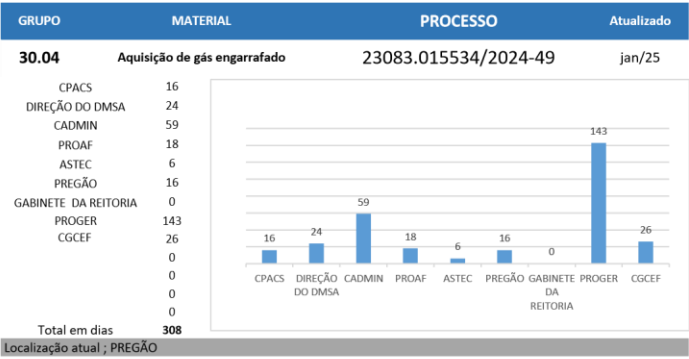 GRUPO MATERIAL PROCESSO Atualizado
30.04 Aquisição de gás engarrafado 23083.015534/2024-49 jan/25
CPACS 16
DIREÇÃO DO DMSA 24
CADMIN 59
PROAF 18
ASTEC 6
PREGÃO 16
GABINETE DA REITORIA 0
PROGER 143
CGCEF 26
0
0
0
0
Total em dias 308
16 24 59 18 6 16 0 143 26
CPACS DIREÇÃO CADMIN PROAF ASTEC PREGÃO GABINETE PROGER CGCEF
DO DMSA DA
REITORIA
Localização atual ; PREGÃO